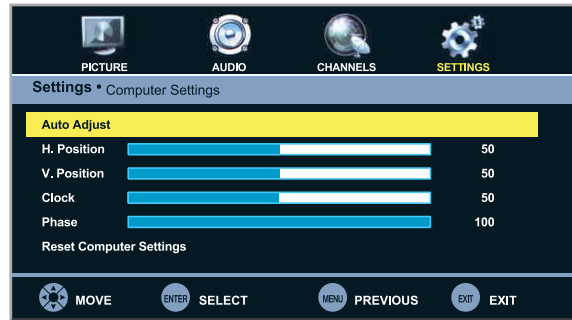 PICTURE AUDIO CHANNELS SETTINGS
Settings • Computer Settings
Auto Adjust
H. Position 50
V. Position 50
Clock 50
Phase 100
Reset Computer Settings
MOVE ENTER SELECT MENU PREVIOUS EXIT EXIT